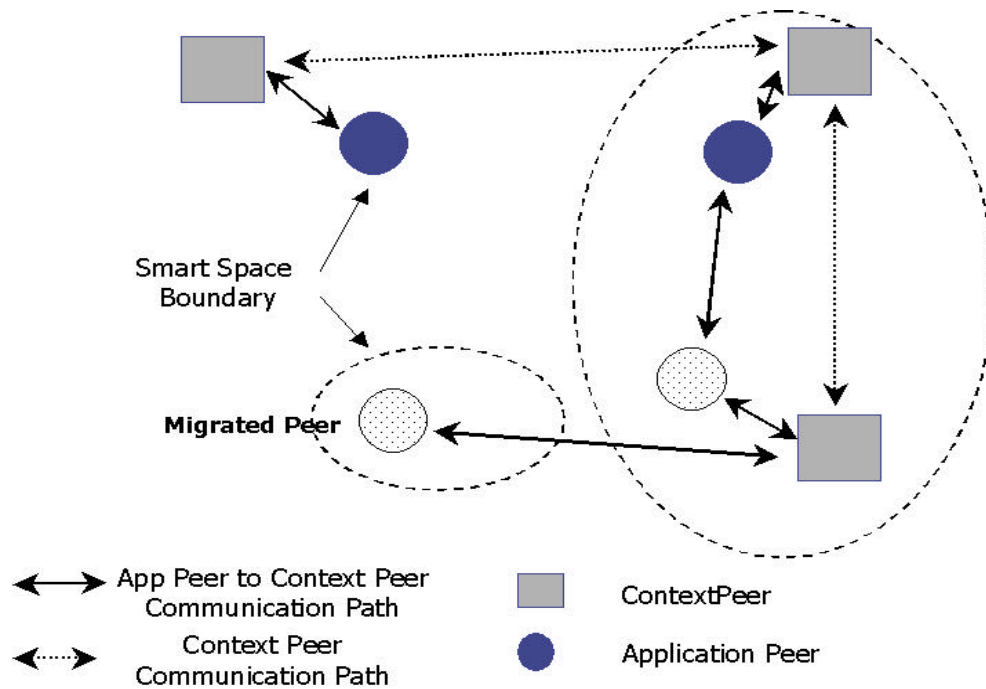 Smart Space
Boundary
Migrated Peer
App Peer to Context Peer
Communication Path
Context Peer
Communication Path
ContextPeer
Application Peer